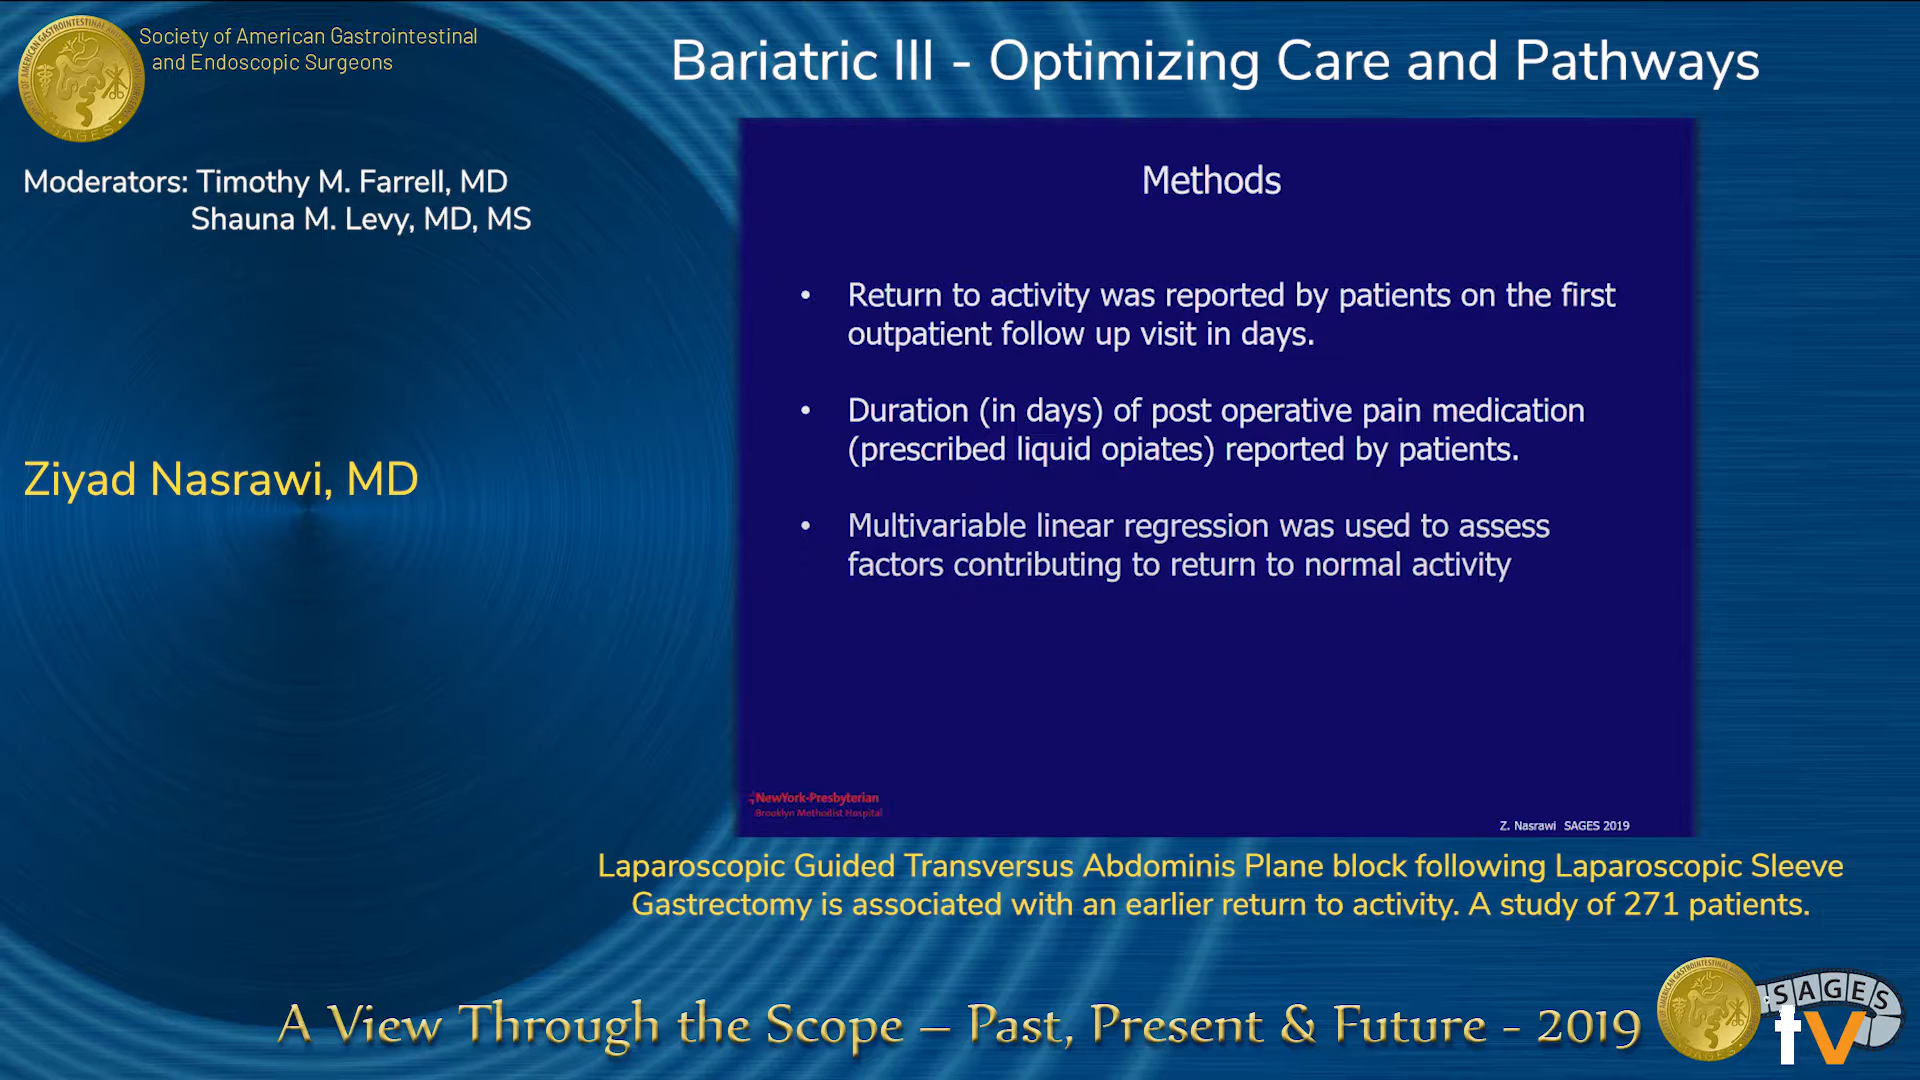 Society of American Gastrointestinal
and Endoscopic Surgeons
Bariatric III - Optimizing Care and Pathways
Moderators: Timothy M. Farrell, MD
Shauna M. Levy, MD, MS
Ziyad Nasrawi, MD
Methods
• Return to activity was reported by patients on the first
outpatient follow up visit in days.
• Duration (in days) of post operative pain medication
(prescribed liquid opiates) reported by patients.
• Multivariable linear regression was used to assess
factors contributing to return to normal activity
NewYork-Presbyterian
Brooklyn Methodist Hospital
Z. Nasrawi SAGES 2019
Laparoscopic Guided Transversus Abdominis Plane block following Laparoscopic Sleeve
Gastrectomy is associated with an earlier return to activity. A study of 271 patients.
A View Through the Scope – Past, Present & Future - 2019
SAGES
tv